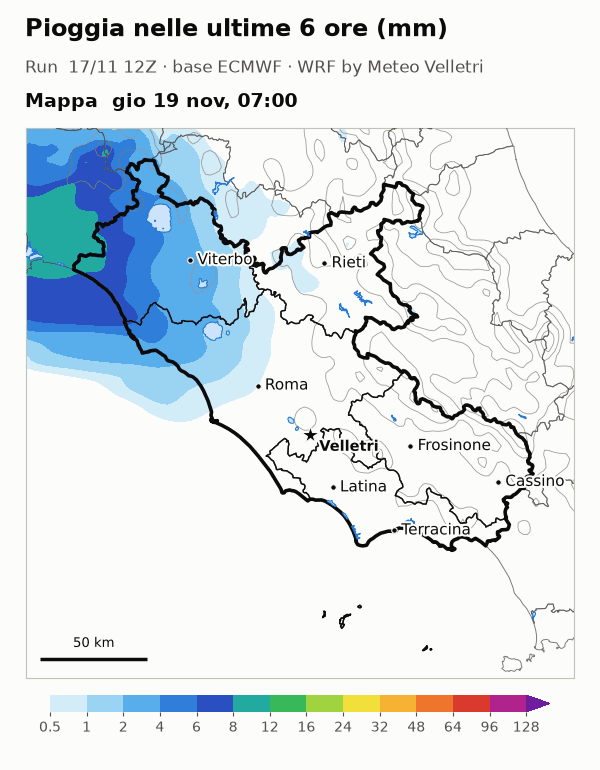 Pioggia nelle ultime 6 ore (mm)
Run  17/11 12Z · base ECMWF · WRF by Meteo Velletri
Mappa  gio 19 nov, 07:00
Viterbo
Rieti
Roma
Velletri
Frosinone
Latina
Cassino
Terracina
50 km
0.5 1 2 4 6 8 12 16 24 32 48 64 96 128